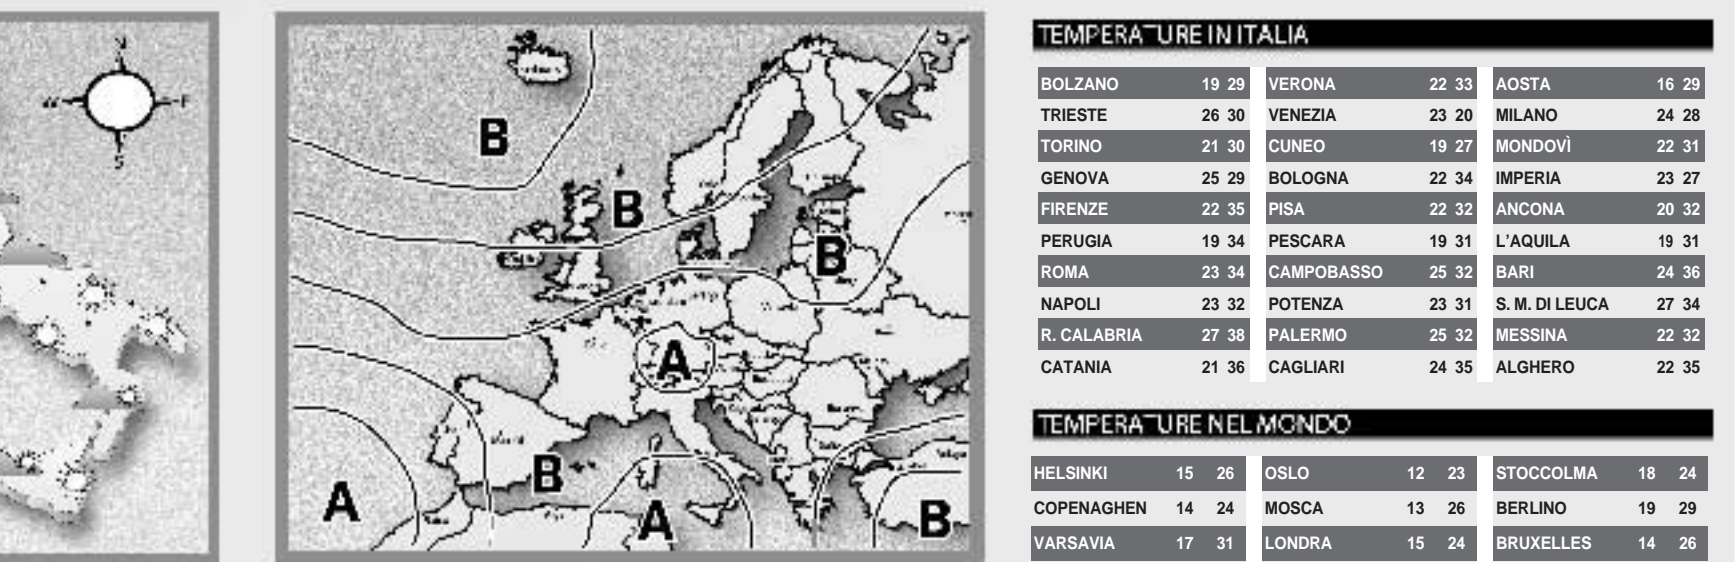 N
W
S
B
B
B
A
B
A
A
B
TEMPERATURE IN ITALIA
BOLZANO 19 29 VERONA 22 33 AOSTA 16 29
TRIESTE 26 30 VENEZIA 23 20 MILANO 24 28
TORINO 21 30 CUNEO 19 27 MONDOVÌ 22 31
GENOVA 25 29 BOLOGNA 22 34 IMPERIA 23 27
FIRENZE 22 35 PISA 22 32 ANCONA 20 32
PERUGIA 19 34 PESCARA 19 31 L'AQUILA 19 31
ROMA 23 34 CAMPOBASSO 25 32 BARI 24 36
NAPOLI 23 32 POTENZA 23 31 S. M. DI LEUCA 27 34
R. CALABRIA 27 38 PALERMO 25 32 MESSINA 22 32
CATANIA 21 36 CAGLIARI 24 35 ALGHERO 22 35
TEMPERATURE NEL MONDO
HELSINKI 15 26 OSLO 12 23 STOCCOLMA 18 24
COPENAGHEN 14 24 MOSCA 13 26 BERLINO 19 29
VARSAVIA 17 31 LONDRA 15 24 BRUXELLES 14 26